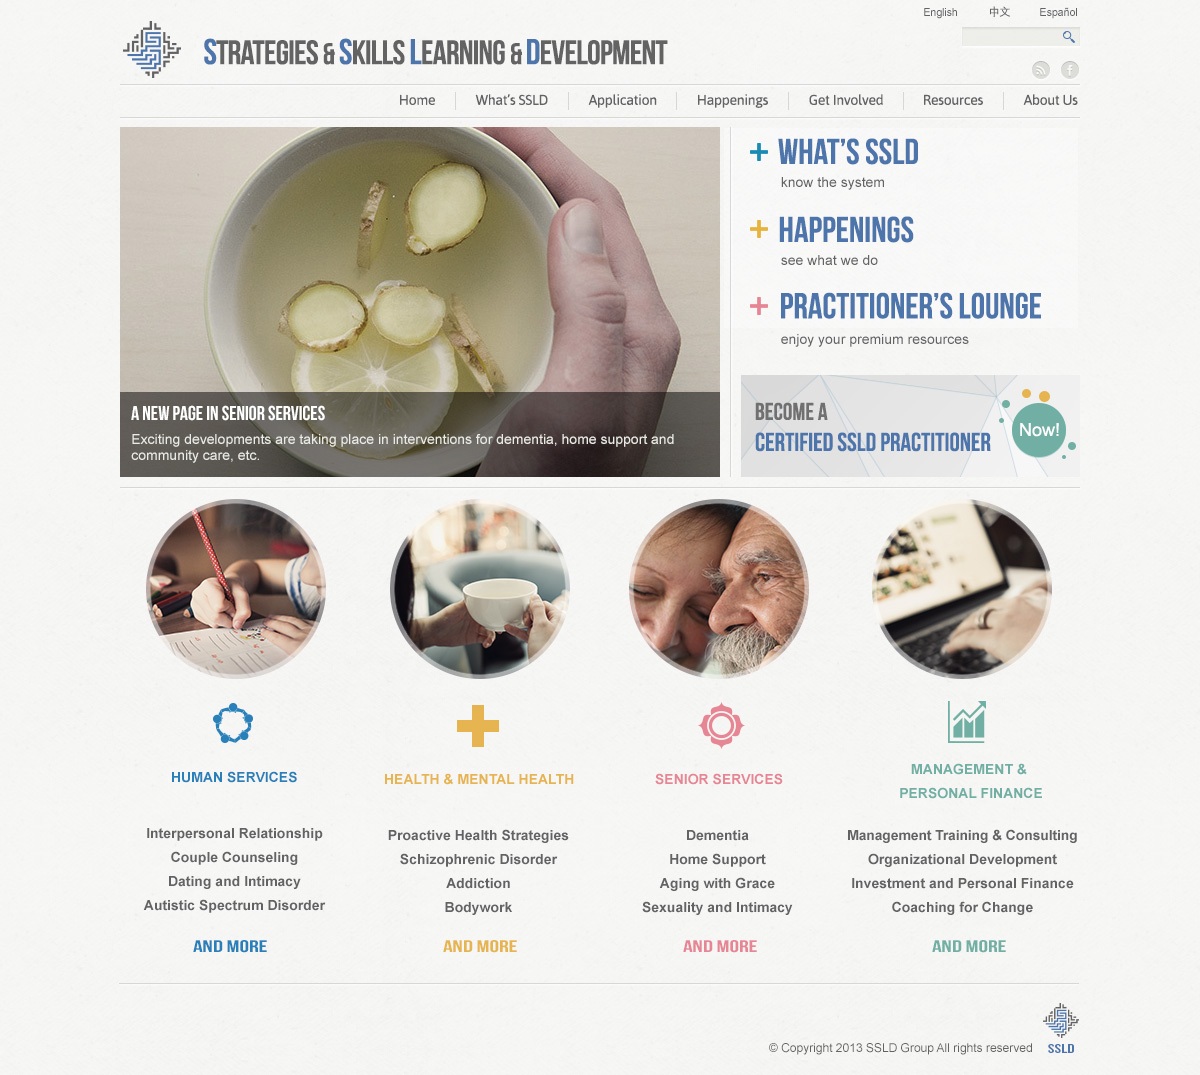 English 中文 Español
STRATEGIES & SKILLS LEARNING & DEVELOPMENT
Home What's SSLD Application Happenings Get Involved Resources About Us
WHAT'S SSLD
know the system
HAPPENINGS
see what we do
PRACTITIONER'S LOUNGE
enjoy your premium resources
A NEW PAGE IN SENIOR SERVICES
Exciting developments are taking place in interventions for dementia, home support and
community care, etc.
BECOME A
CERTIFIED SSLD PRACTITIONER
Now!
HUMAN SERVICES
Interpersonal Relationship
Couple Counseling
Dating and Intimacy
Autistic Spectrum Disorder
AND MORE
HEALTH & MENTAL HEALTH
Proactive Health Strategies
Schizophrenic Disorder
Addiction
Bodywork
AND MORE
SENIOR SERVICES
Dementia
Home Support
Aging with Grace
Sexuality and Intimacy
AND MORE
MANAGEMENT &
PERSONAL FINANCE
Management Training & Consulting
Organizational Development
Investment and Personal Finance
Coaching for Change
AND MORE
© Copyright 2013 SSLD Group All rights reserved
SSLD